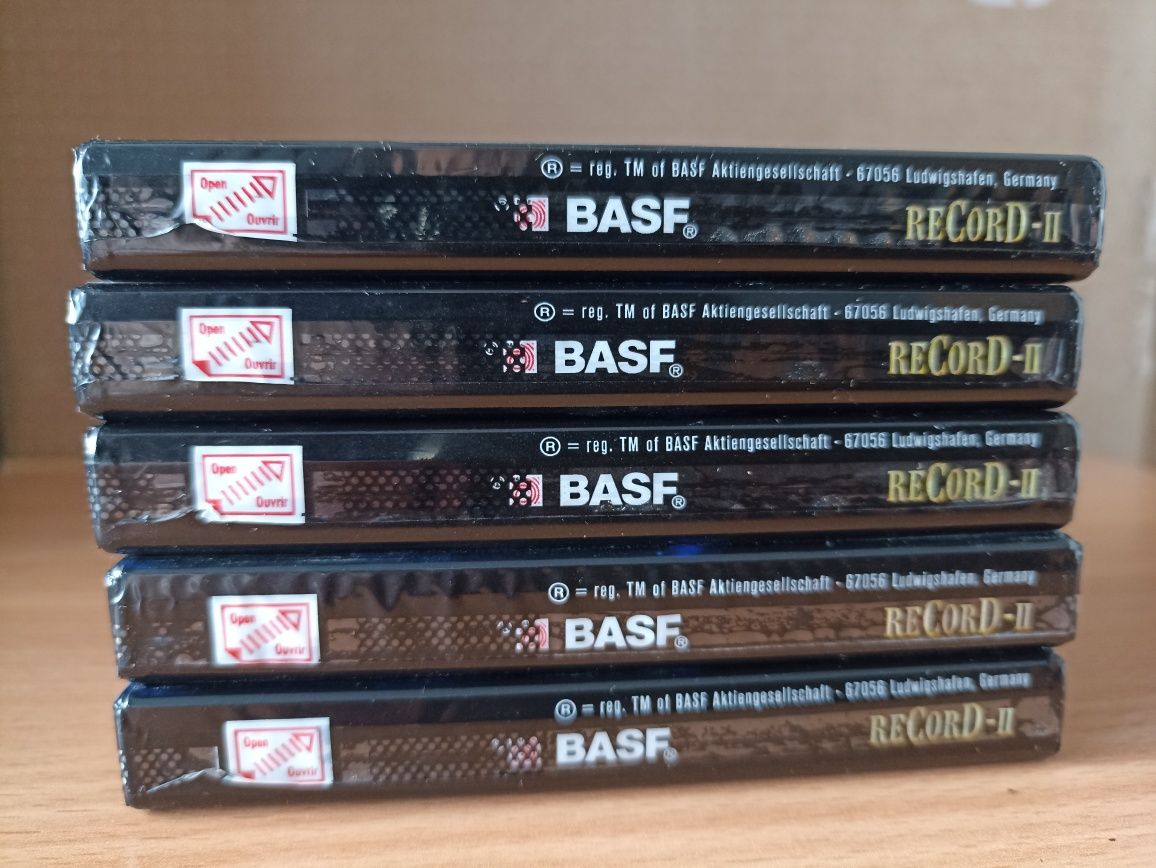 ® = reg. TM of BASF Aktiengesellschaft - 67056 Ludwigshafen, Germany
Open
Ouvrir
BASF®
RECORD-II
® = reg. TM of BASF Aktiengesellschaft - 67056 Ludwigshafen, Germany
Open
Ouvrir
BASF®
RECORD-II
® = reg. TM of BASF Aktiengesellschaft - 67056 Ludwigshafen, Germany
Open
Ouvrir
BASF®
RECORD-II
® = reg. TM of BASF Aktiengesellschaft - 67056 Ludwigshafen, Germany
Open
Ouvrir
BASF®
RECORD-II
® = reg. TM of BASF Aktiengesellschaft - 67056 Ludwigshafen, Germany
Open
Ouvrir
BASF®
RECORD-II